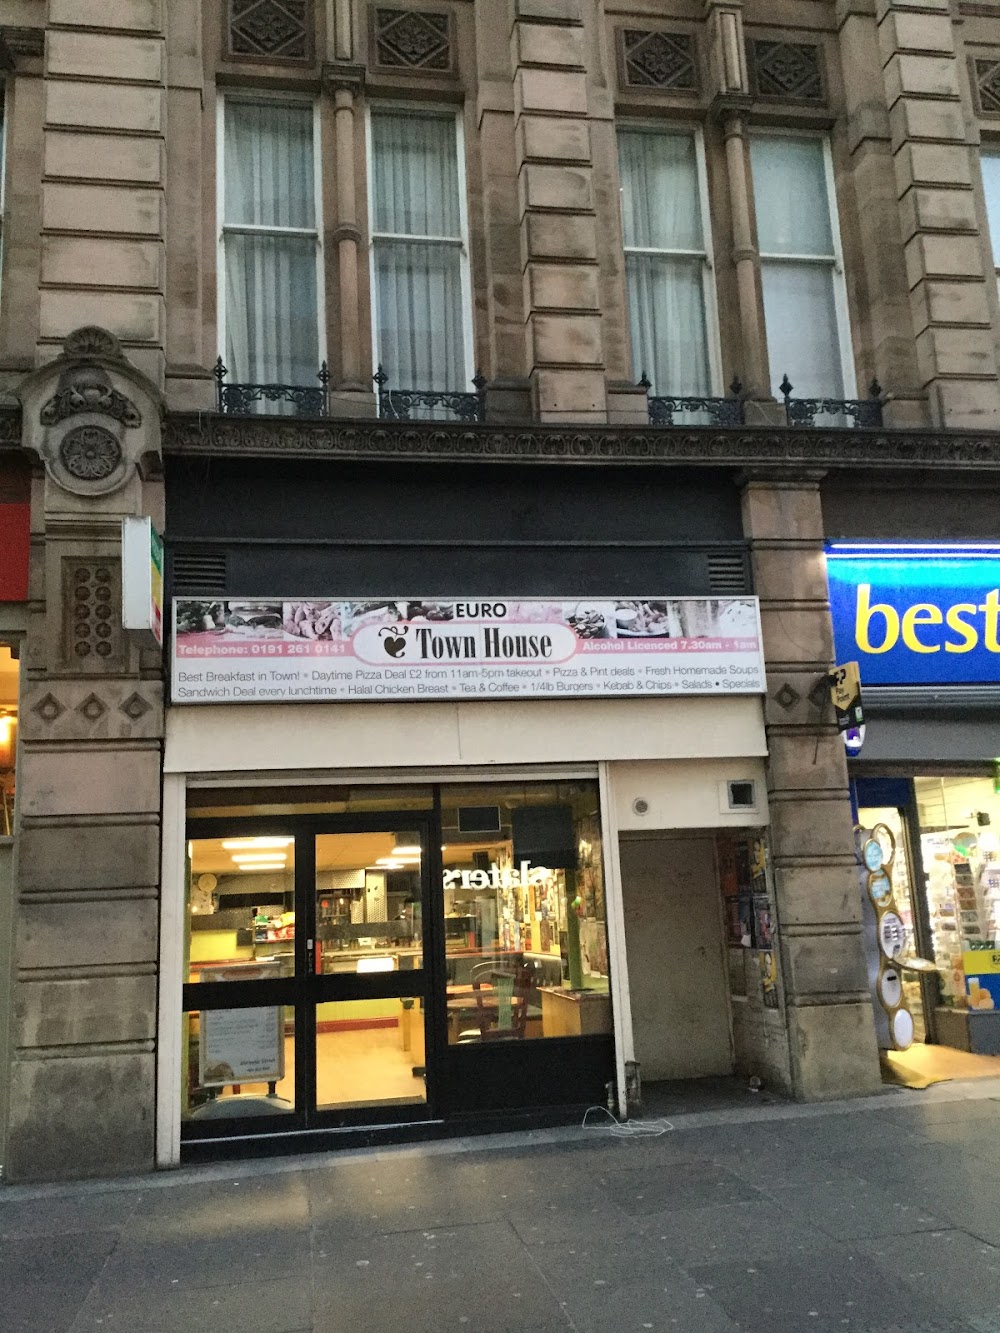 EURO
Town House
Telephone: 0191 261 0141
Alcohol Licenced 7.30am - 1pm
Best Breakfast in Town! • Daytime Pizza Deal £2 from 11am-5pm takeout • Pizza & Pint deals • Fresh Homemade Soups
Sandwich Deal every lunchtime • Halal Chicken Breast • Tea & Coffee • 1/4lb Burgers • Kebab & Chips • Salads • Specials
best
slaters